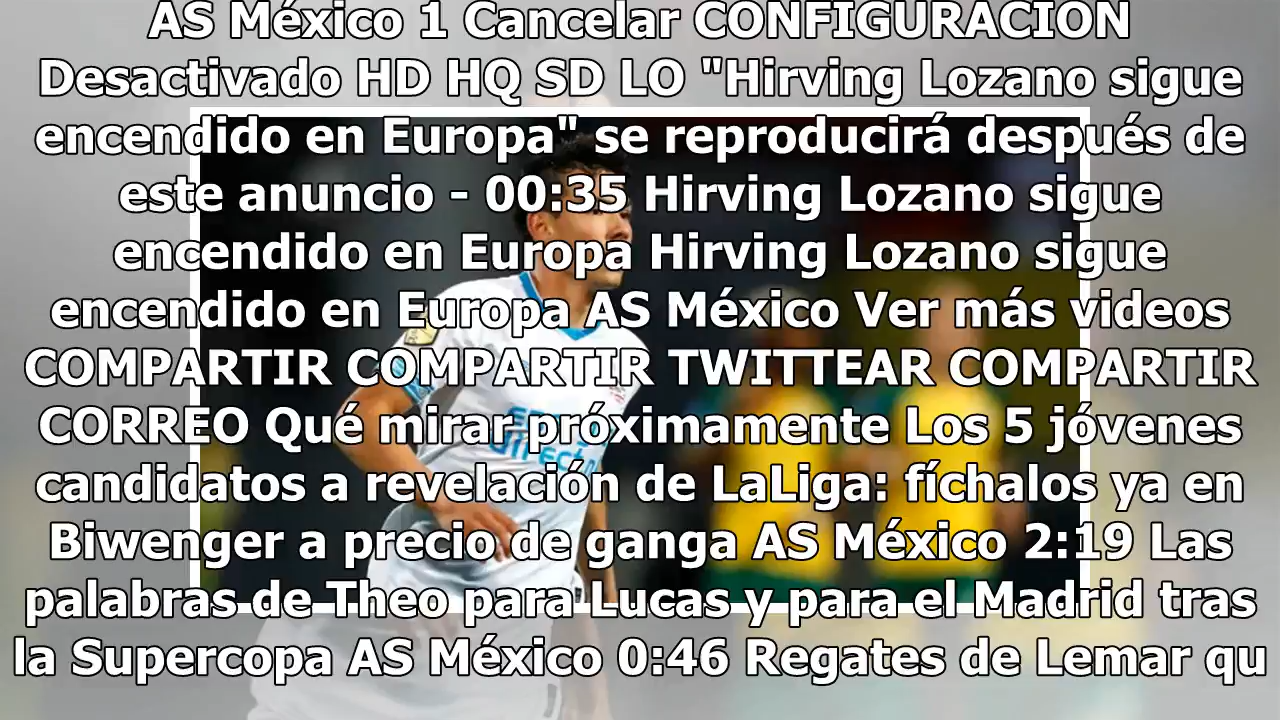 AS México 1 Cancelar CONFIGURACIÓN
Desactivado HD HQ SD LO "Hirving Lozano sigue
encendido en Europa" se reproducirá después de
este anuncio - 00:35 Hirving Lozano sigue
encendido en Europa Hirving Lozano sigue
encendido en Europa AS México Ver más videos
COMPARTIR COMPARTIR TWITTEAR COMPARTIR
CORREO Qué mirar próximamente Los 5 jóvenes
candidatos a revelación de LaLiga: fíchalos ya en
Biwenger a precio de ganga AS México 2:19 Las
palabras de Theo para Lucas y para el Madrid tras
la Supercopa AS México 0:46 Regates de Lemar qu